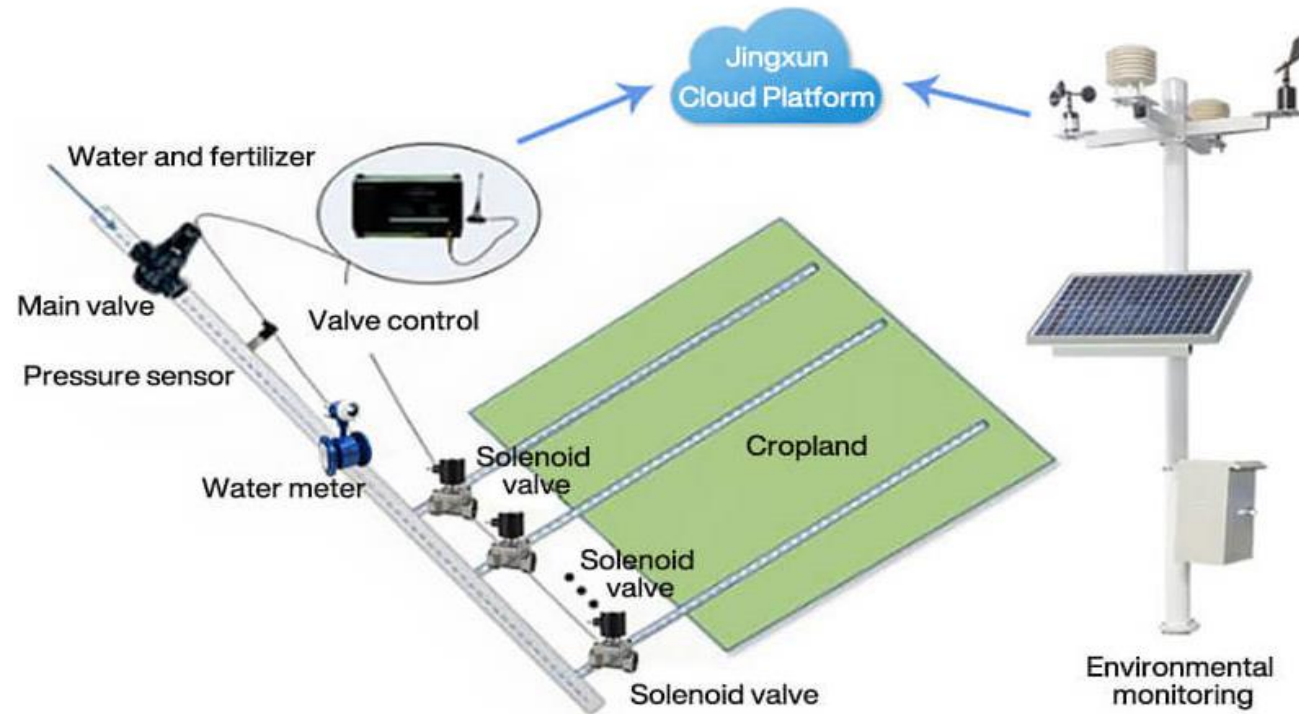 Jingxun
Cloud Platform
Water and fertilizer
Main valve
Valve control
Pressure sensor
Water meter
Solenoid
valve
Cropland
Solenoid
valve
Solenoid valve
Environmental
monitoring